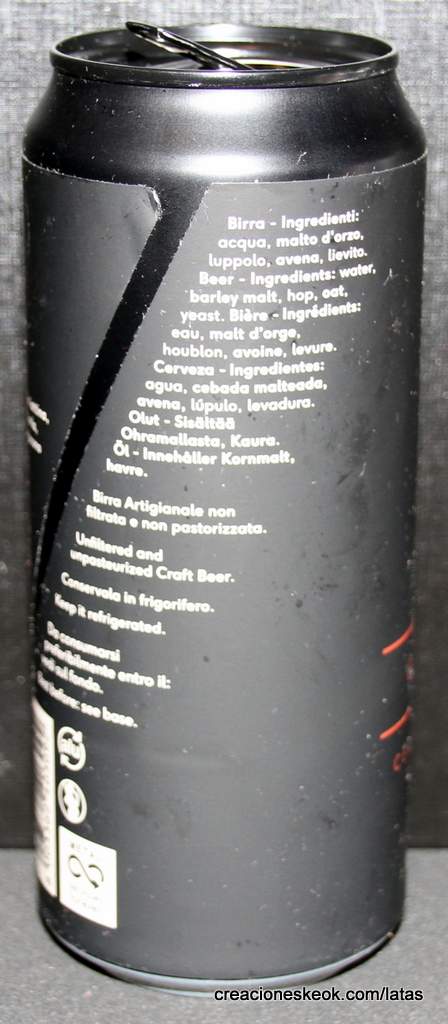 Birra - Ingredienti:
acqua, malto d'orzo,
luppolo, avena, lievito.
Beer - Ingredients: water,
barley malt, hop, oat,
yeast. Bière - Ingrédients:
eau, malt d'orge,
houblon, avoine, levure.
Cerveza - Ingredientes:
agua, cebada malteada,
avena, lúpulo, levadura.
Olut - Sisältää
Ohramallasta, Kaura.
Öl - Innehåller Kornmalt,
havre.
Birra Artigianale non
filtrata e non pastorizzata.
Unfiltered and
unpasteurized Craft Beer.
Conservala in frigorifero.
Keep it refrigerated.
Da consumarsi
preferibilmente entro il:
vedi sul fondo.
Best before: see base.
alu
creacioneskeok.com/latas